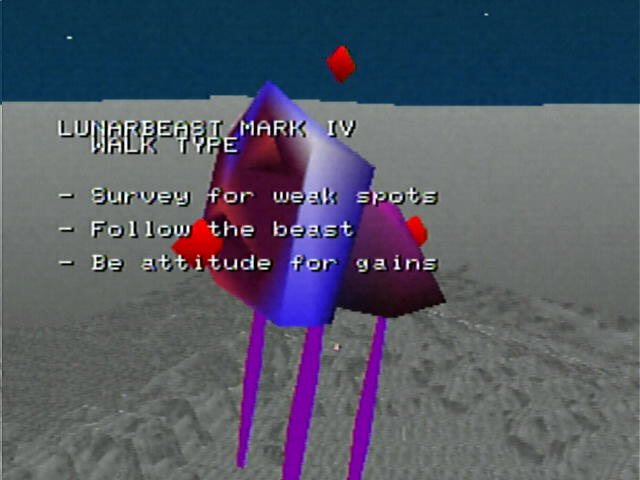 LUNARBEAST MARK IV
WALK TYPE
- Survey for weak spots
- Follow the beast
- Be attitude for gains